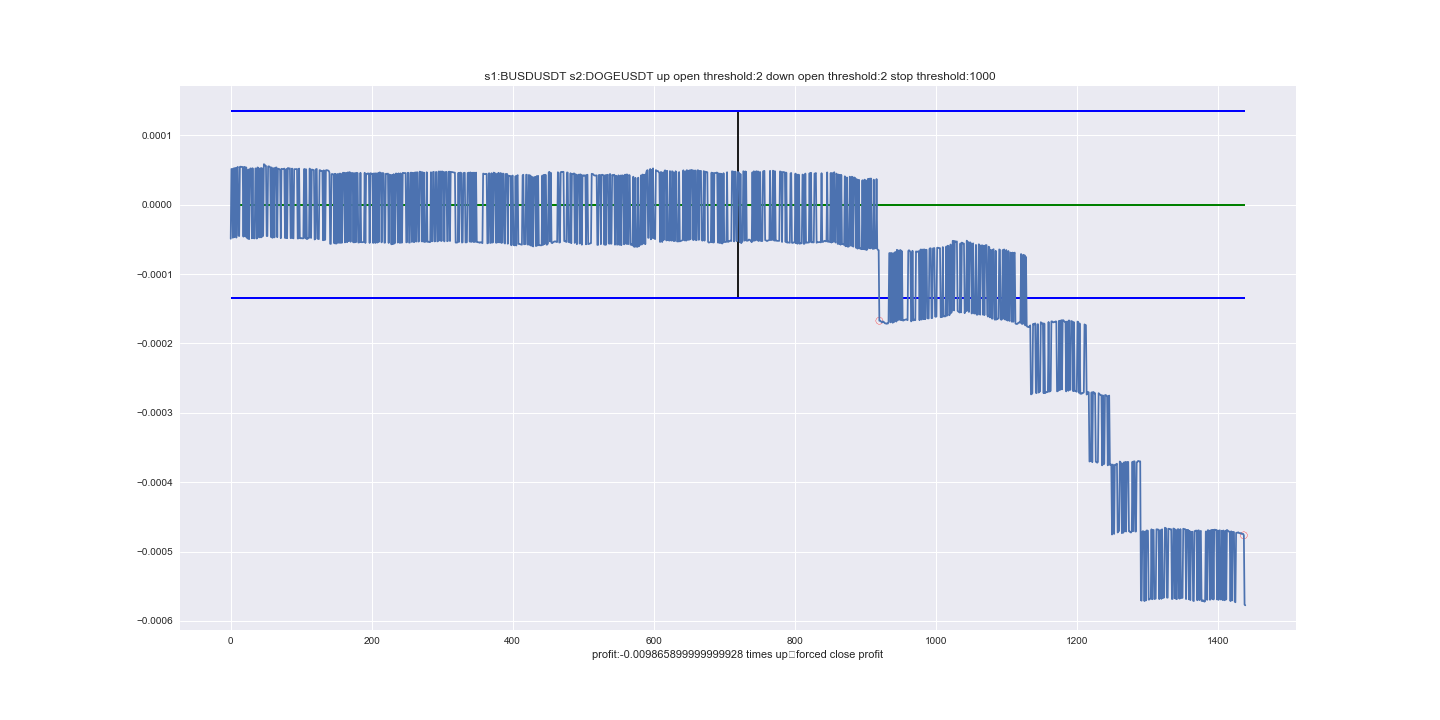 s1:BUSDUSDT s2:DOGEUSDT up open threshold:2 down open threshold:2 stop threshold:1000
0.0001
0.0000
−0.0001
−0.0002
−0.0003
−0.0004
−0.0005
−0.0006
0 200 400 600 800 1000 1200 1400
profit:-0.009865899999999928 times up□forced close profit